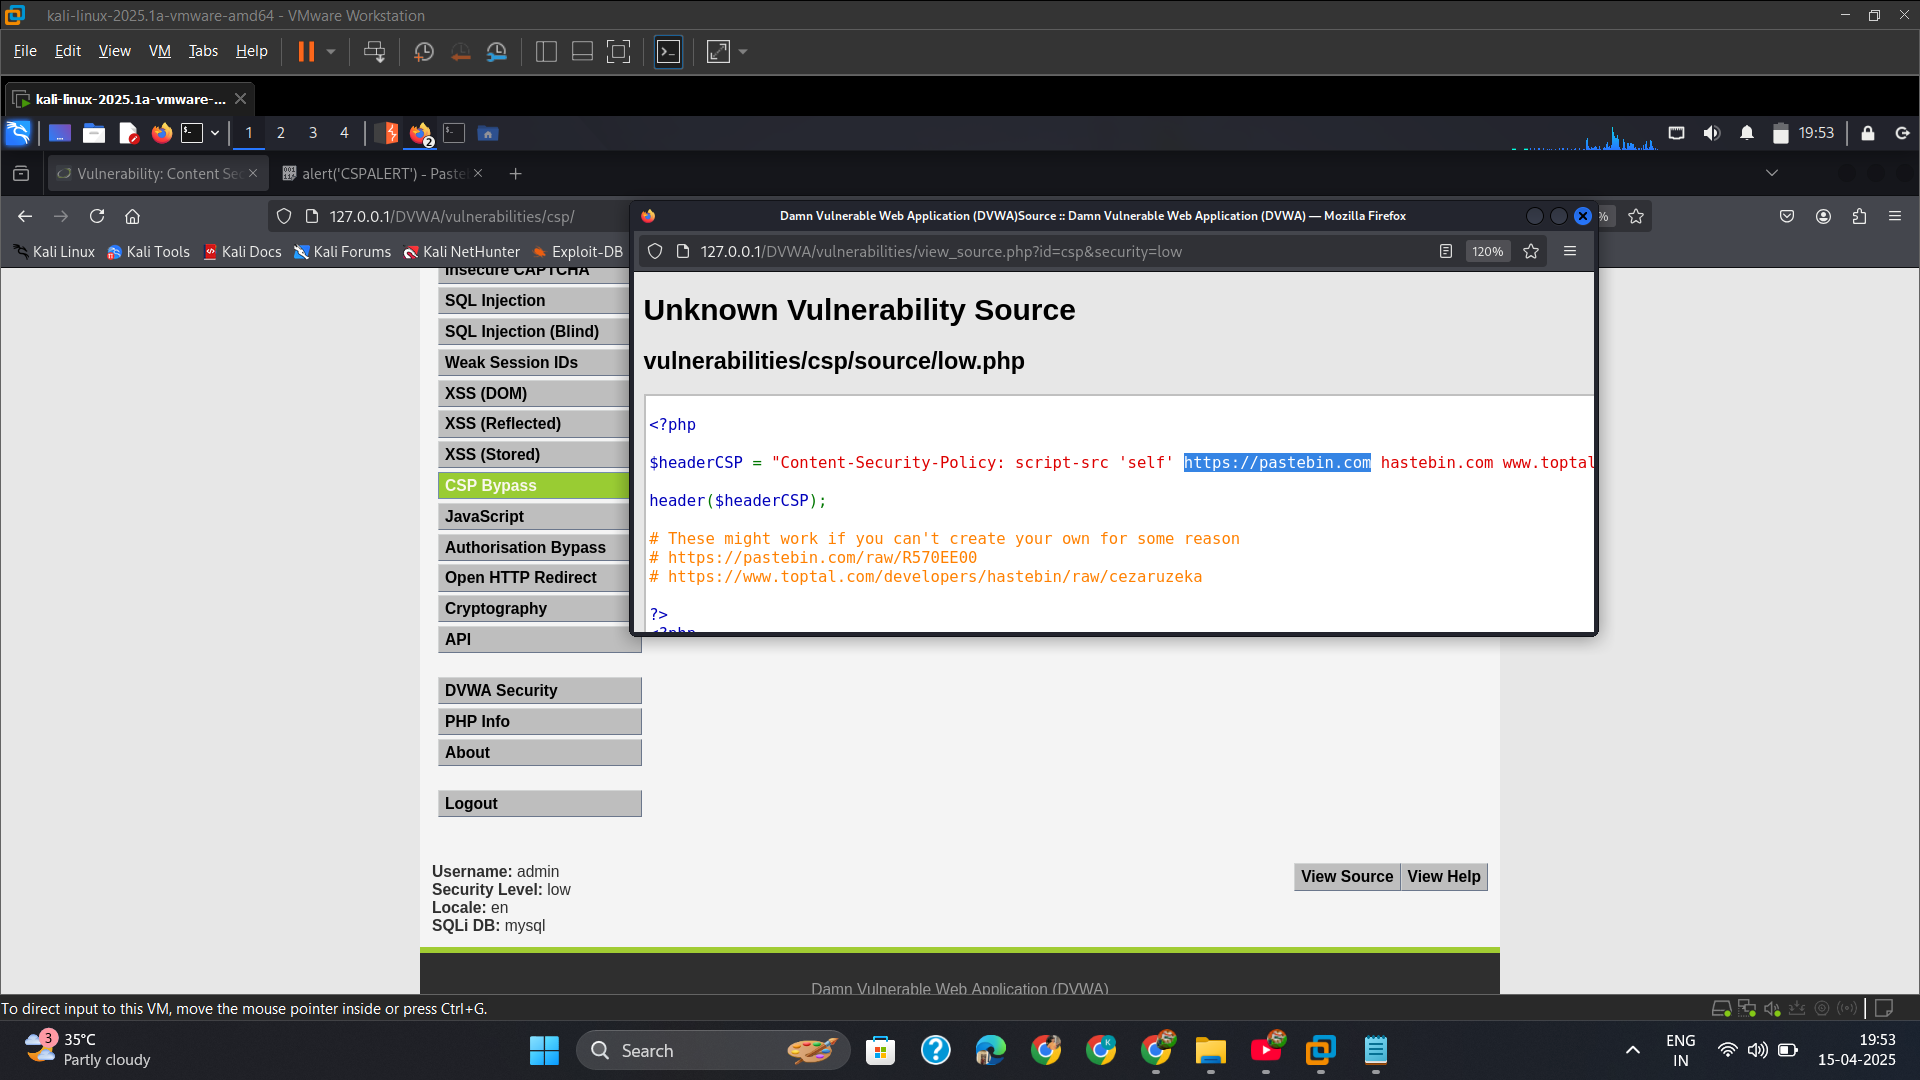 kali-linux-2025.1a-vmware-amd64 - VMware Workstation
File Edit View VM Tabs Help
kali-linux-2025.1a-vmware-...
1 2 3 4
2
19:53
Vulnerability: Content Sec
alert('CSPALERT') - Paste
127.0.0.1/DVWA/vulnerabilities/csp/
%
Kali Linux Kali Tools Kali Docs Kali Forums Kali NetHunter Exploit-DB
Damn Vulnerable Web Application (DVWA)Source :: Damn Vulnerable Web Application (DVWA) — Mozilla Firefox
127.0.0.1/DVWA/vulnerabilities/view_source.php?id=csp&security=low
120%
Unknown Vulnerability Source
vulnerabilities/csp/source/low.php
<?php
$headerCSP = "Content-Security-Policy: script-src 'self' https://pastebin.com hastebin.com www.toptal
header($headerCSP);
# These might work if you can't create your own for some reason
# https://pastebin.com/raw/R570EE00
# https://www.toptal.com/developers/hastebin/raw/cezaruzeka
?>
<?php
Insecure CAPTCHA
SQL Injection
SQL Injection (Blind)
Weak Session IDs
XSS (DOM)
XSS (Reflected)
XSS (Stored)
CSP Bypass
JavaScript
Authorisation Bypass
Open HTTP Redirect
Cryptography
API
DVWA Security
PHP Info
About
Logout
Username: admin
Security Level: low
Locale: en
SQLi DB: mysql
View Source View Help
Damn Vulnerable Web Application (DVWA)
To direct input to this VM, move the mouse pointer inside or press Ctrl+G.
3
35°C
Partly cloudy
Search
K
ENG
IN
19:53
15-04-2025